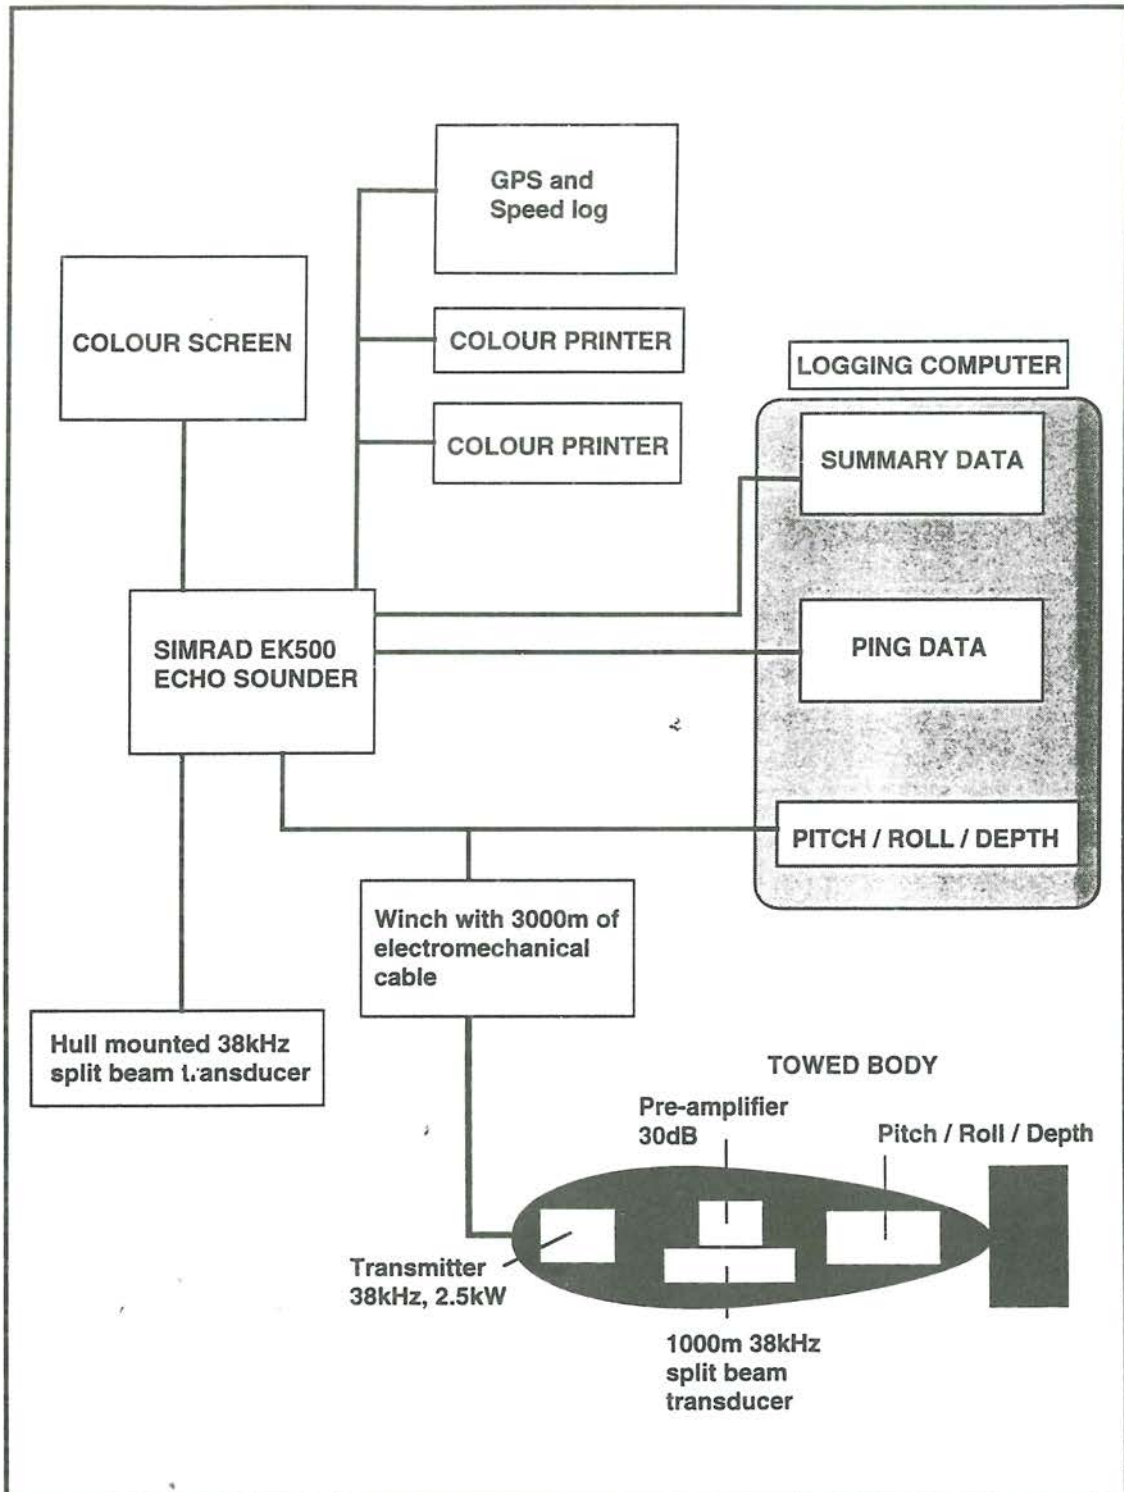 GPS and
Speed log
COLOUR SCREEN
COLOUR PRINTER
LOGGING COMPUTER
COLOUR PRINTER
SUMMARY DATA
SIMRAD EK500
ECHO SOUNDER
PING DATA
PITCH / ROLL / DEPTH
Winch with 3000m of
electromechanical
cable
Hull mounted 38kHz
split beam transducer
TOWED BODY
Pre-amplifier
30dB
Pitch / Roll / Depth
Transmitter
38kHz, 2.5kW
1000m 38kHz
split beam
transducer